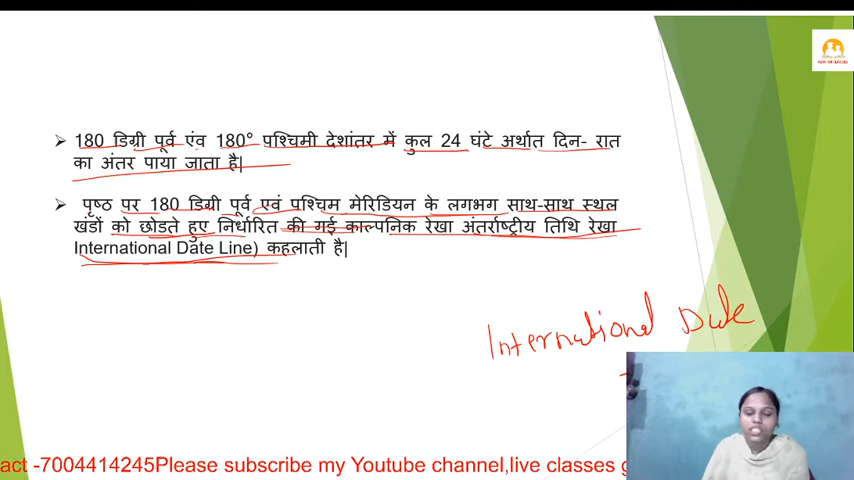 180 डिग्री पूर्व एंव 180° पश्चिमी देशांतर में कुल 24 घंटे अर्थात दिन- रात
का अंतर पाया जाता है|
पृष्ठ पर 180 डिग्री पूर्व एवं पश्चिम मेरिडियन के लगभग साथ-साथ स्थल
खंडों को छोडते हुए निर्धारित की गई काल्पनिक रेखा अंतर्राष्ट्रीय तिथि रेखा
International Date Line) कहलाती है|
International Date
act -7004414245Please subscribe my Youtube channel,live classes g